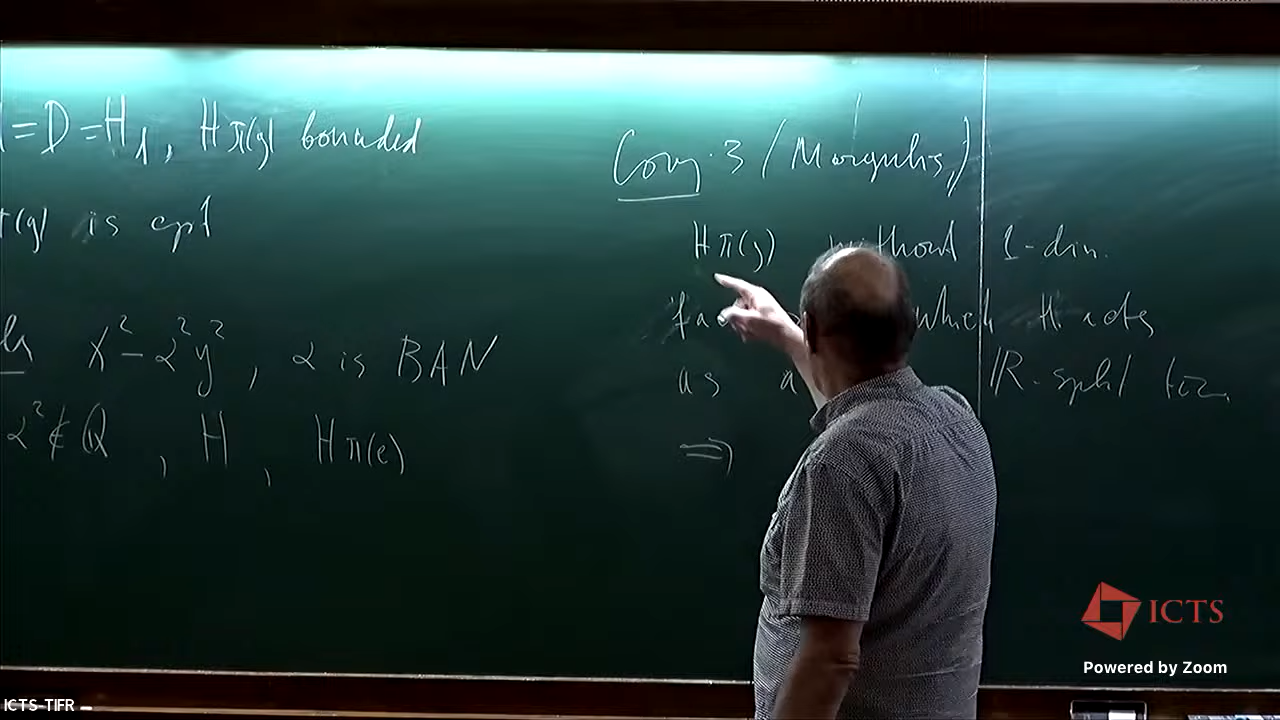 =D=H₁, Hπ(g) bounded
π(g) is cpt
x²-α²y², α is BAN
α²∉Q, H, Hπ(e)
Conj.3 (Margulis,)
Hπ(g) without 1-dim.
which H acts
as a R-split tor.
⇒
ICTS
Powered by Zoom
ICTS-TIFR